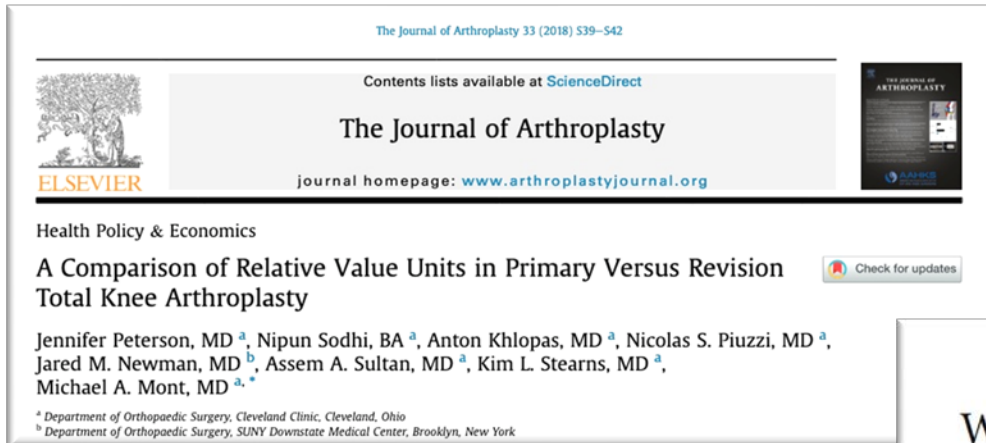 The Journal of Arthroplasty 33 (2018) S39–S42
Contents lists available at ScienceDirect
The Journal of Arthroplasty
journal homepage: www.arthroplastyjournal.org
ELSEVIER
THE JOURNAL OF
ARTHROPLASTY
AAHKS
Health Policy & Economics
A Comparison of Relative Value Units in Primary Versus Revision
Total Knee Arthroplasty
Check for updates
Jennifer Peterson, MD a, Nipun Sodhi, BA a, Anton Khlopas, MD a, Nicolas S. Piuzzi, MD a,
Jared M. Newman, MD b, Assem A. Sultan, MD a, Kim L. Stearns, MD a,
Michael A. Mont, MD a, *
a Department of Orthopaedic Surgery, Cleveland Clinic, Cleveland, Ohio
b Department of Orthopaedic Surgery, SUNY Downstate Medical Center, Brooklyn, New York
W